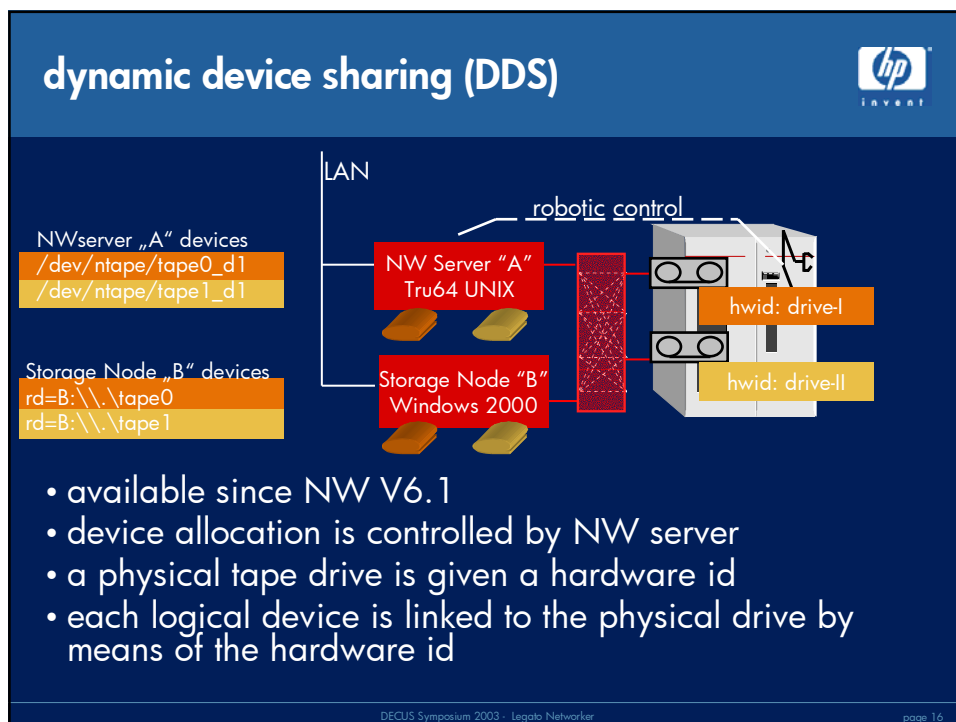 dynamic device sharing (DDS)
hp
invent
LAN
robotic control
NWserver „A“ devices
/dev/ntape/tape0_d1
/dev/ntape/tape1_d1
NW Server “A”
Tru64 UNIX
hwid: drive-I
Storage Node „B“ devices
rd=B:\\.\tape0
rd=B:\\.\tape1
Storage Node “B”
Windows 2000
hwid: drive-II
• available since NW V6.1
• device allocation is controlled by NW server
• a physical tape drive is given a hardware id
• each logical device is linked to the physical drive by
means of the hardware id
DECUS Symposium 2003 - Legato Networker
page 16